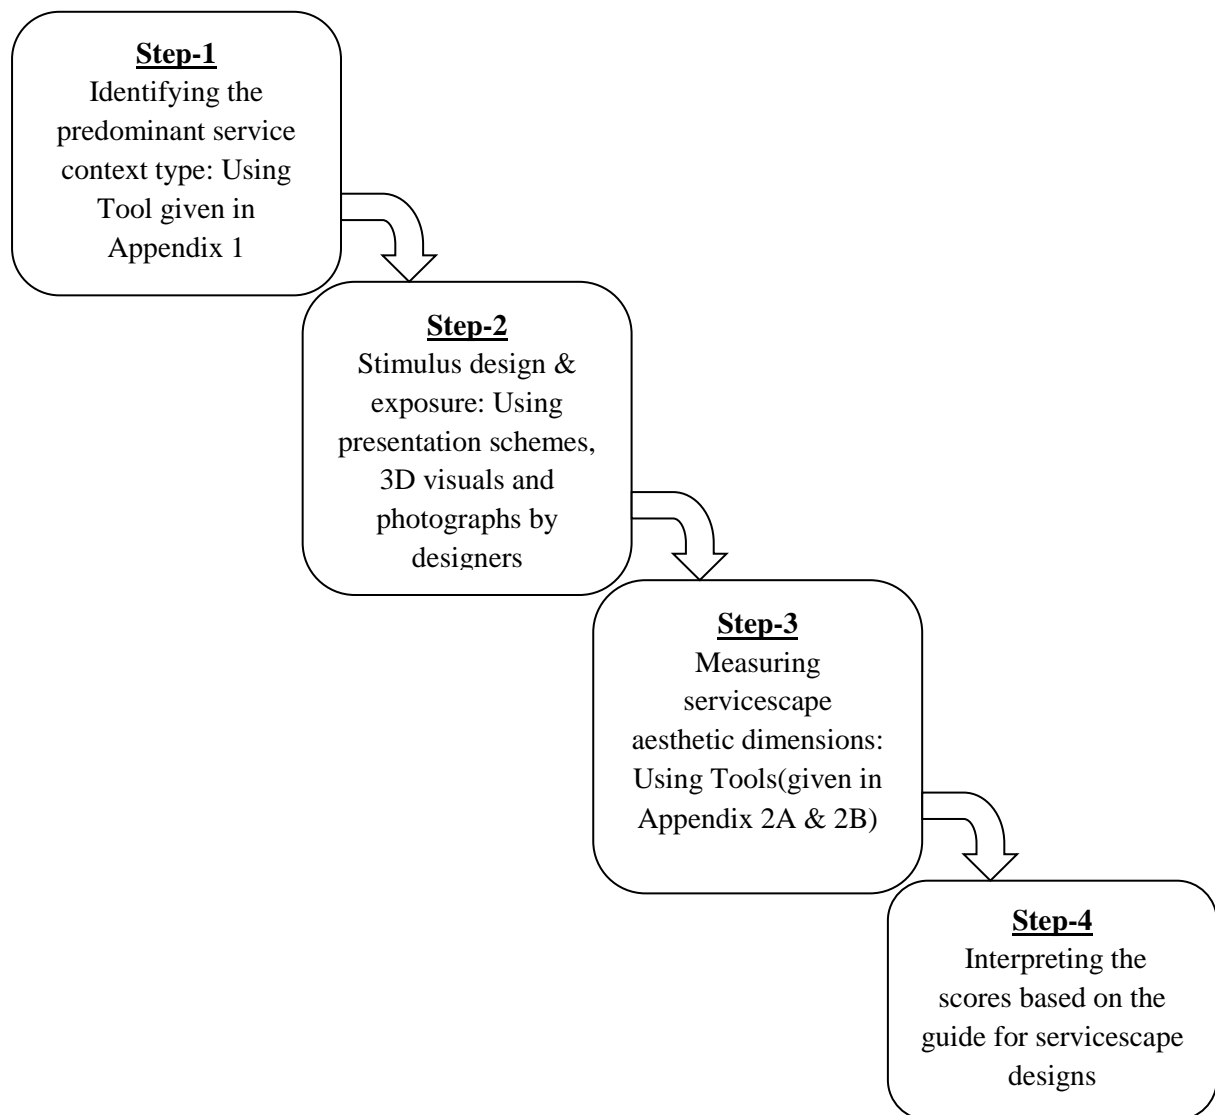 Step-1
Identifying the
predominant service
context type: Using
Tool given in
Appendix 1
Step-2
Stimulus design &
exposure: Using
presentation schemes,
3D visuals and
photographs by
designers
Step-3
Measuring
servicescape
aesthetic dimensions:
Using Tools(given in
Appendix 2A & 2B)
Step-4
Interpreting the
scores based on the
guide for servicescape
designs